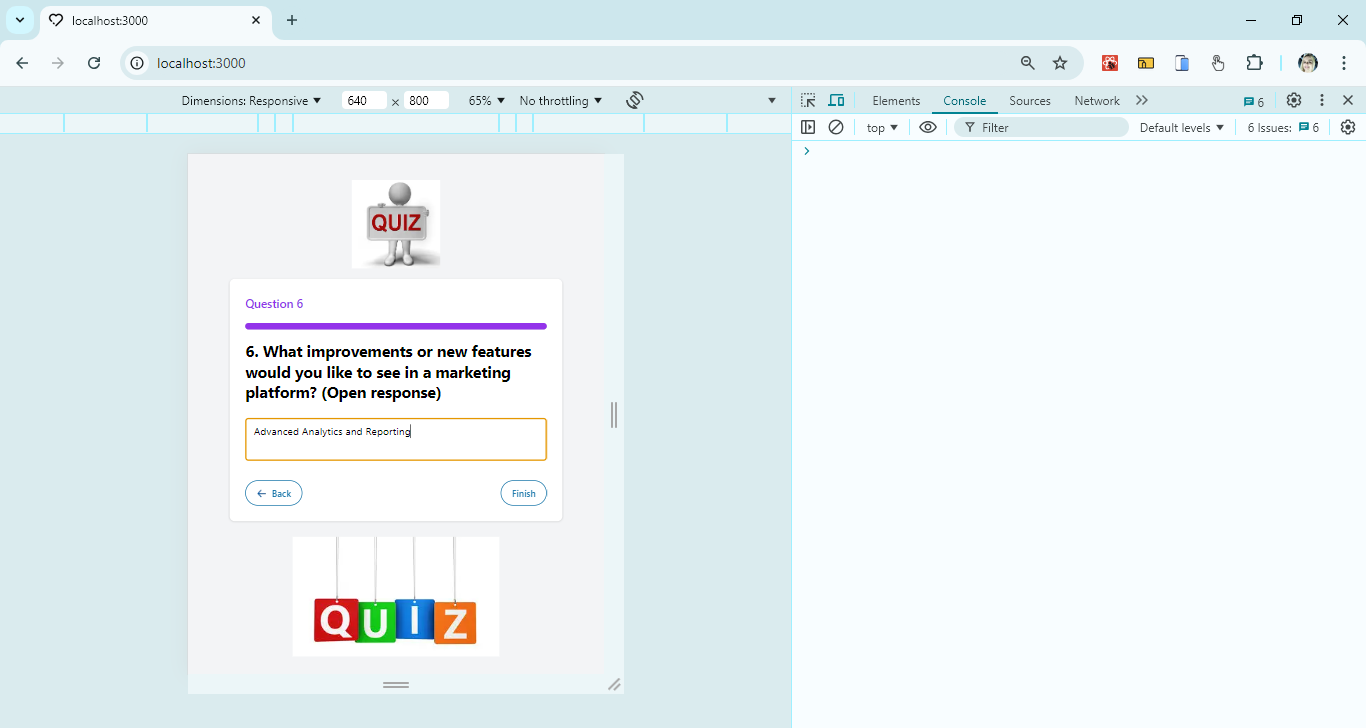 localhost:3000
localhost:3000
Dimensions: Responsive 640 × 800 65% No throttling
Elements Console Sources Network 6
top Filter Default levels 6 Issues: 6
QUIZ
Question 6
6. What improvements or new features
would you like to see in a marketing
platform? (Open response)
Advanced Analytics and Reporting
Back Finish
QUIZ